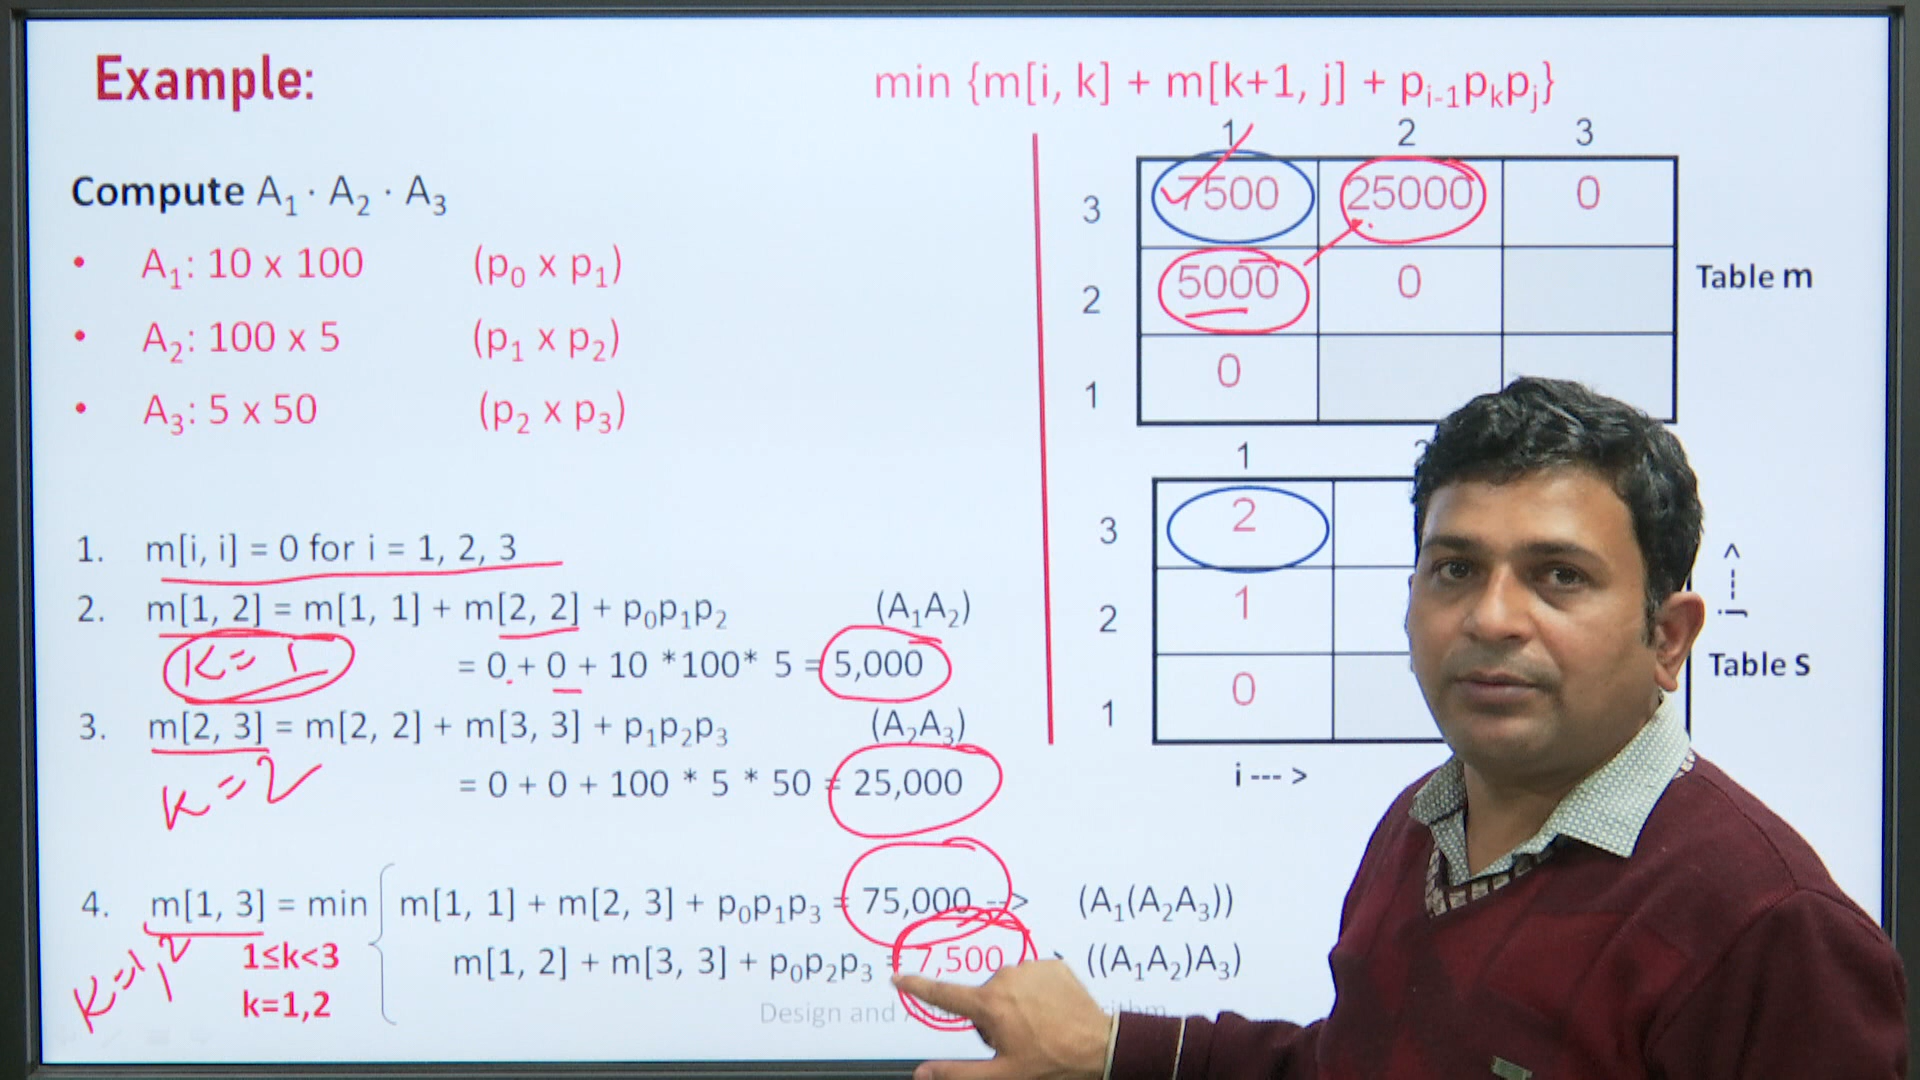 Example:
min {m[i, k] + m[k+1, j] + pᵢ₋₁pₖpⱼ}
Compute A₁ · A₂ · A₃
• A₁: 10 x 100 (p₀ x p₁)
• A₂: 100 x 5 (p₁ x p₂)
• A₃: 5 x 50 (p₂ x p₃)
1. m[i, i] = 0 for i = 1, 2, 3
2. m[1, 2] = m[1, 1] + m[2, 2] + p₀p₁p₂ (A₁A₂)
K = 1 = 0 + 0 + 10 *100* 5 = 5,000
3. m[2, 3] = m[2, 2] + m[3, 3] + p₁p₂p₃ (A₂A₃)
K = 2 = 0 + 0 + 100 * 5 * 50 = 25,000
4. m[1, 3] = min { m[1, 1] + m[2, 3] + p₀p₁p₃ = 75,000 --> (A₁(A₂A₃))
K=1,2 1≤k<3 m[1, 2] + m[3, 3] + p₀p₂p₃ = 7,500 > ((A₁A₂)A₃)
k=1,2
Design and
1 2 3
3 7500 25000 0
2 5000 0
1 0
Table m
1
3 2
2 1
1 0
i --- >
j --- >
Table S